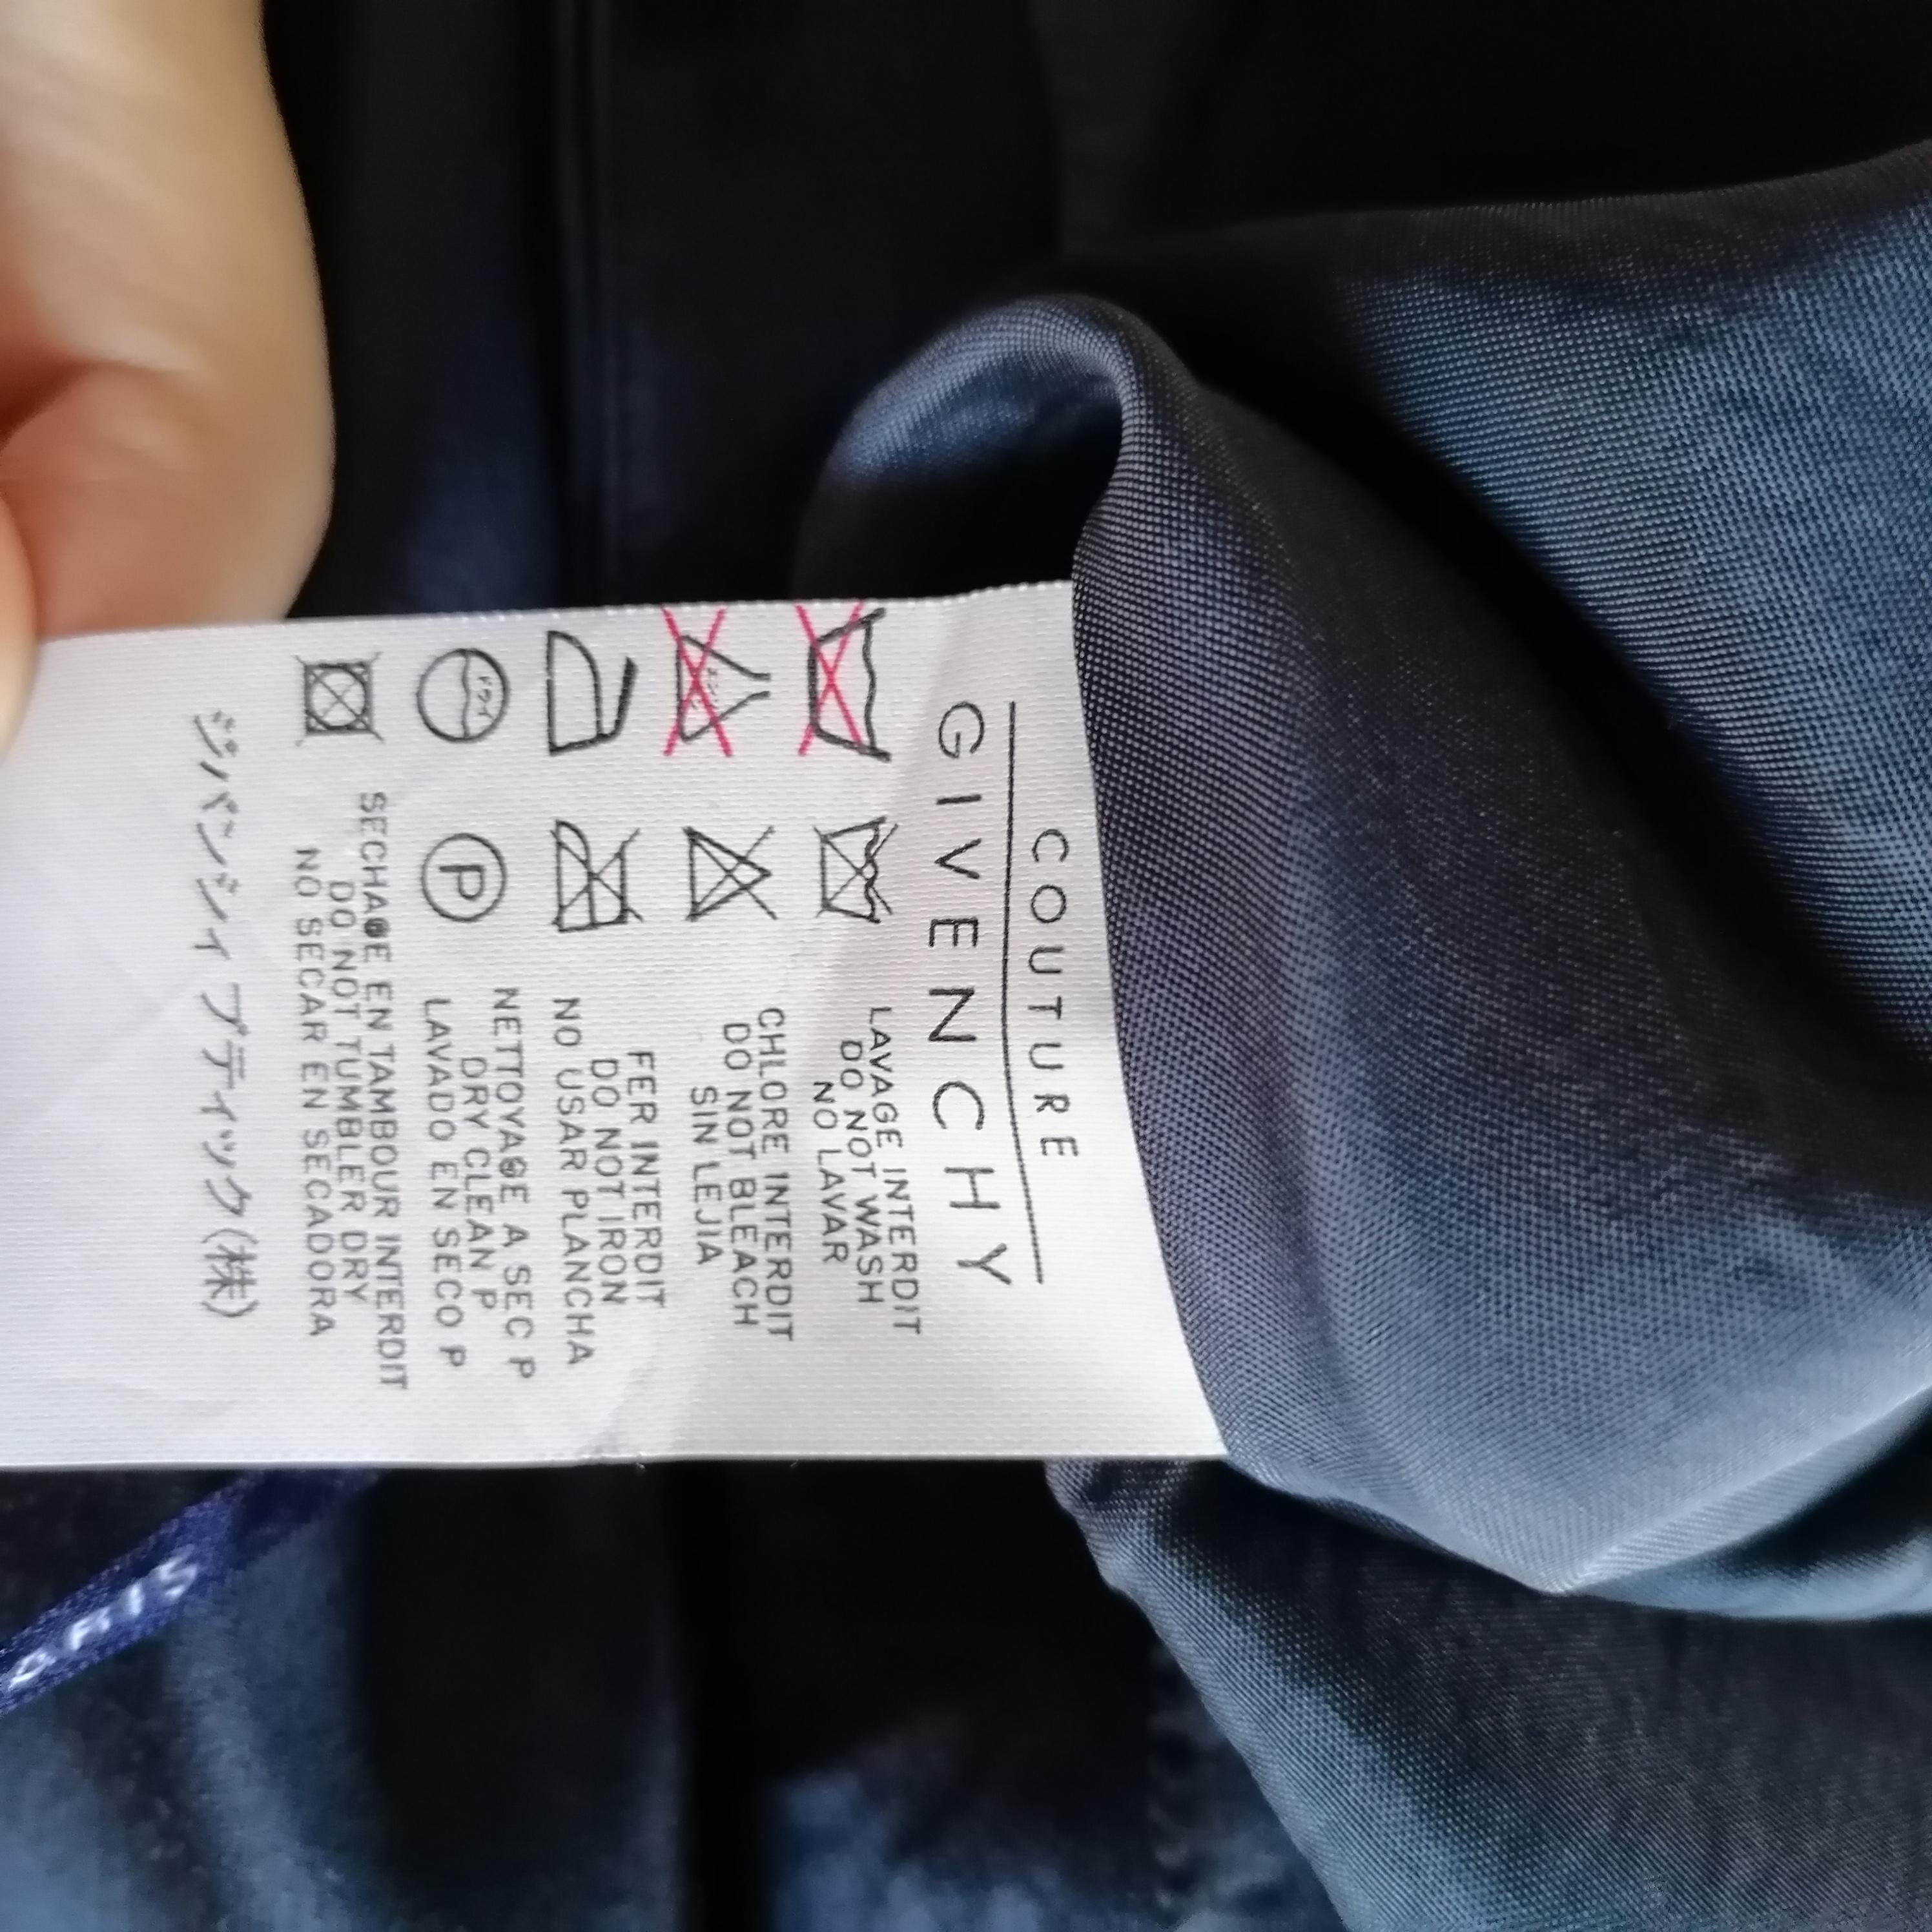 COUTURE
GIVENCHY
LAVAGE INTERDIT
DO NOT WASH
NO LAVAR
CHLORE INTERDIT
DO NOT BLEACH
SIN LEJIA
FER INTERDIT
DO NOT IRON
NO USAR PLANCHA
P
NETTOYAGE A SEC P
DRY CLEAN P
LAVADO EN SECO P
SECHAGE EN TAMBOUR INTERDIT
DO NOT TUMBLER DRY
NO SECAR EN SECADORA
ジバンシィ ブティック(株)
ARIS